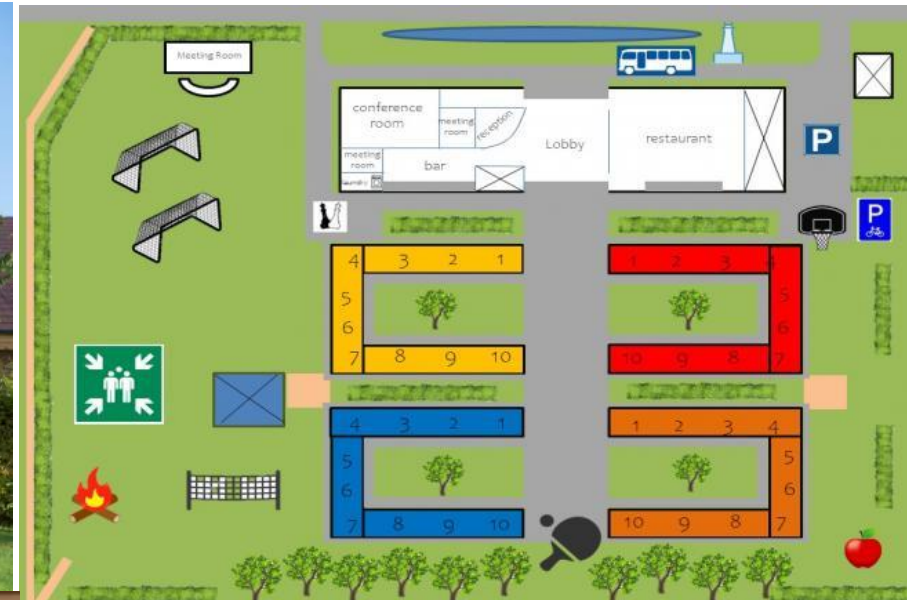 Meeting Room
conference
room
meeting
room
reception
Lobby
restaurant
meeting
room
bar
laundry
P
P
4 3 2 1
5
6
7 8 9 10
1 2 3 4
5
6
10 9 8 7
4 3 2 1
5
6
7 8 9 10
1 2 3 4
5
6
10 9 8 7